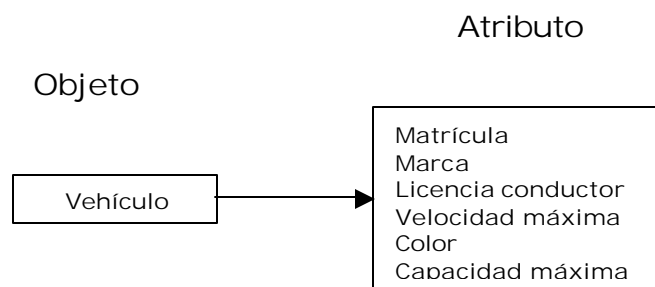 Atributo
Objeto
Vehículo
Matrícula
Marca
Licencia conductor
Velocidad máxima
Color
Capacidad máxima